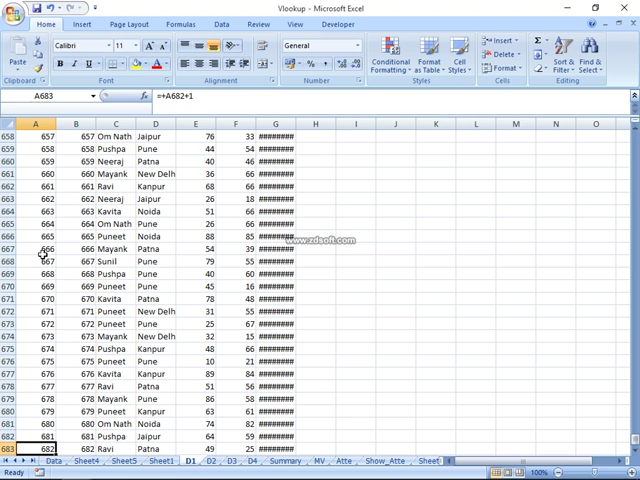 Vlookup - Microsoft Excel
Home Insert Page Layout Formulas Data Review View Developer
Paste
Clipboard
Calibri 11
B I U
Font
Alignment
General
Number
Conditional Formatting Format as Table Cell Styles
Styles
Insert
Delete
Format
Cells
Sort & Filter Find & Select
Editing
A683 =+A682+1
A B C D E F G H I J K L M N O
658 657 657 Om Nath Jaipur 76 33 ########
659 658 658 Pushpa Pune 44 54 ########
660 659 659 Neeraj Patna 40 46 ########
661 660 660 Mayank New Delh 36 66 ########
662 661 661 Ravi Kanpur 68 66 ########
663 662 662 Neeraj Jaipur 26 18 ########
664 663 663 Kavita Noida 51 66 ########
665 664 664 Om Nath Pune 26 66 ########
666 665 665 Puneet Noida 88 85 ########
667 666 666 Mayank Patna 54 39 ########
668 667 667 Sunil Pune 79 55 ########
669 668 668 Pushpa Pune 40 60 ########
670 669 669 Puneet Pune 45 16 ########
671 670 670 Kavita Patna 78 48 ########
672 671 671 Puneet New Delh 31 55 ########
673 672 672 Puneet Pune 25 67 ########
674 673 673 Mayank New Delh 32 15 ########
675 674 674 Pushpa Kanpur 48 66 ########
676 675 675 Puneet Pune 10 21 ########
677 676 676 Kavita Kanpur 89 84 ########
678 677 677 Ravi Patna 51 56 ########
679 678 678 Mayank Pune 86 58 ########
680 679 679 Puneet Kanpur 63 61 ########
681 680 680 Om Nath Noida 74 82 ########
682 681 681 Pushpa Jaipur 64 59 ########
683 682 682 Ravi Patna 49 25 ########
www.zdsoft.com
Data Sheet4 Sheet5 Sheet1 D1 D2 D3 D4 Summary MV Atte Show_Atte Sheet
Ready 100%